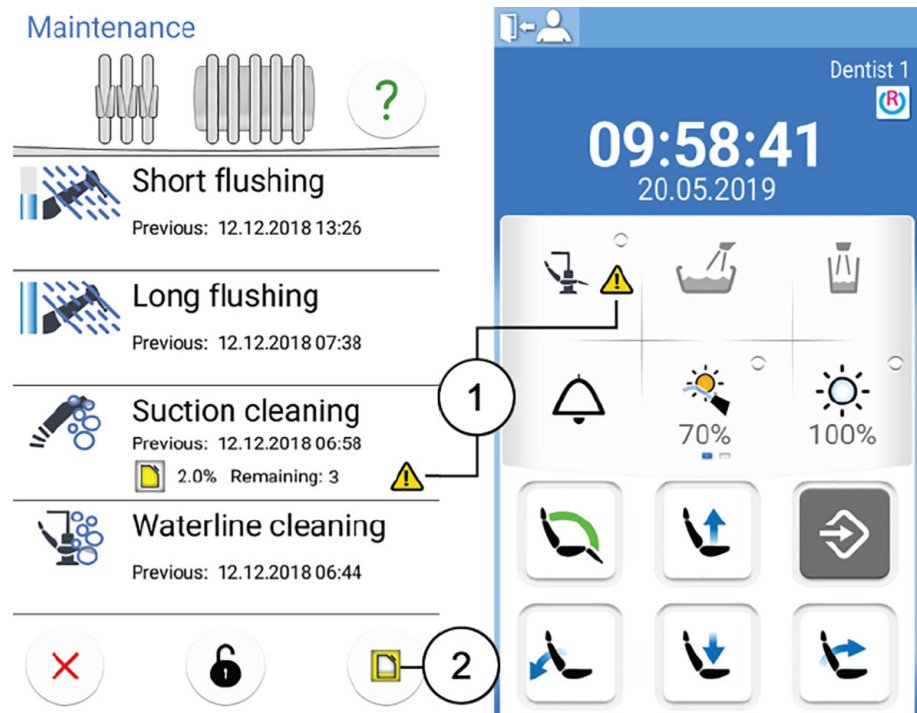 Maintenance
?
Short flushing
Previous: 12.12.2018 13:26
Long flushing
Previous: 12.12.2018 07:38
Suction cleaning
Previous: 12.12.2018 06:58
2.0% Remaining: 3
Waterline cleaning
Previous: 12.12.2018 06:44
1
2
Dentist 1
R
09:58:41
20.05.2019
70%
100%